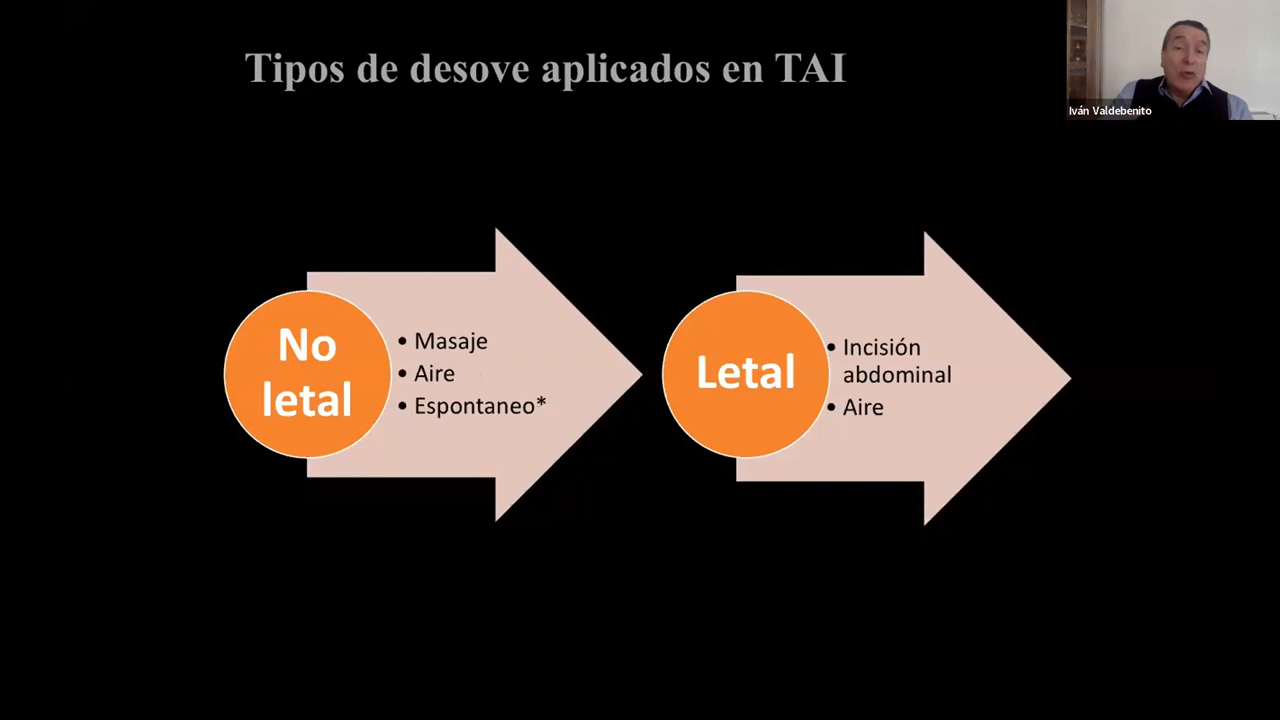 Tipos de desove aplicados en TAI
Iván Valdebenito
No
letal
• Masaje
• Aire
• Espontaneo*
Letal
• Incisión
abdominal
• Aire